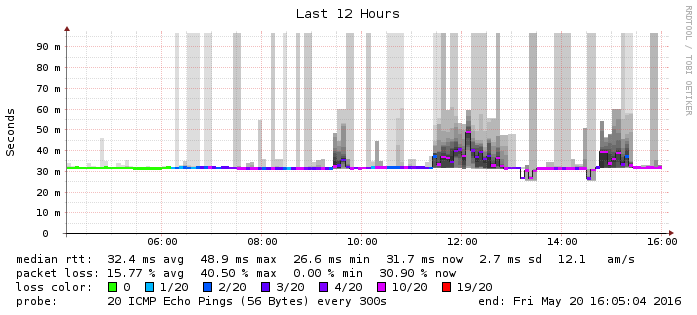 Last 12 Hours
RRDTOOL / TOBI OETIKER
Seconds
90 m
80 m
70 m
60 m
50 m
40 m
30 m
20 m
10 m
0
06:00 08:00 10:00 12:00 14:00 16:00
median rtt: 32.4 ms avg 48.9 ms max 26.6 ms min 31.7 ms now 2.7 ms sd 12.1 am/s
packet loss: 15.77 % avg 40.50 % max 0.00 % min 30.90 % now
loss color: 0 1/20 2/20 3/20 4/20 10/20 19/20
probe: 20 ICMP Echo Pings (56 Bytes) every 300s end: Fri May 20 16:05:04 2016